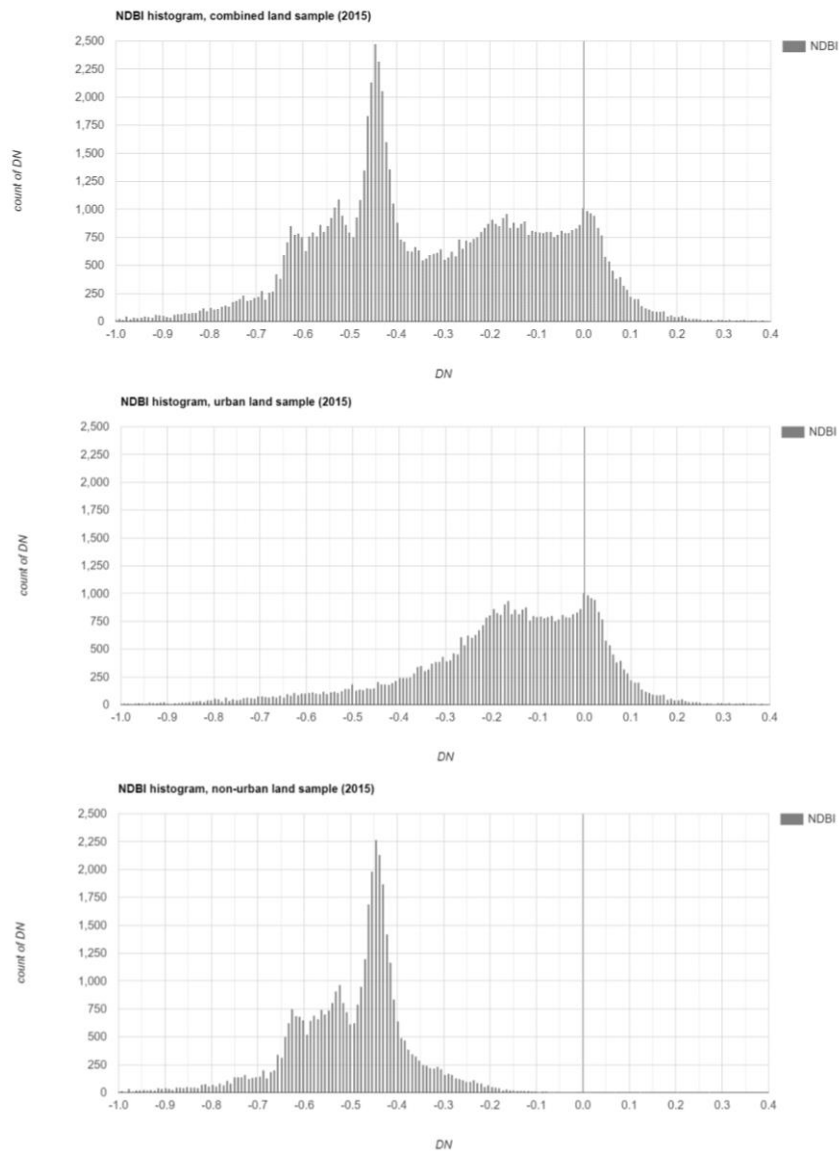 NDBI histogram, combined land sample (2015)
2,500
2,250
2,000
1,750
1,500
1,250
1,000
750
500
250
0
count of DN
NDBI
-1.0 -0.9 -0.8 -0.7 -0.6 -0.5 -0.4 -0.3 -0.2 -0.1 0.0 0.1 0.2 0.3 0.4
DN
NDBI histogram, urban land sample (2015)
2,500
2,250
2,000
1,750
1,500
1,250
1,000
750
500
250
0
count of DN
NDBI
-1.0 -0.9 -0.8 -0.7 -0.6 -0.5 -0.4 -0.3 -0.2 -0.1 0.0 0.1 0.2 0.3 0.4
DN
NDBI histogram, non-urban land sample (2015)
2,500
2,250
2,000
1,750
1,500
1,250
1,000
750
500
250
0
count of DN
NDBI
-1.0 -0.9 -0.8 -0.7 -0.6 -0.5 -0.4 -0.3 -0.2 -0.1 0.0 0.1 0.2 0.3 0.4
DN